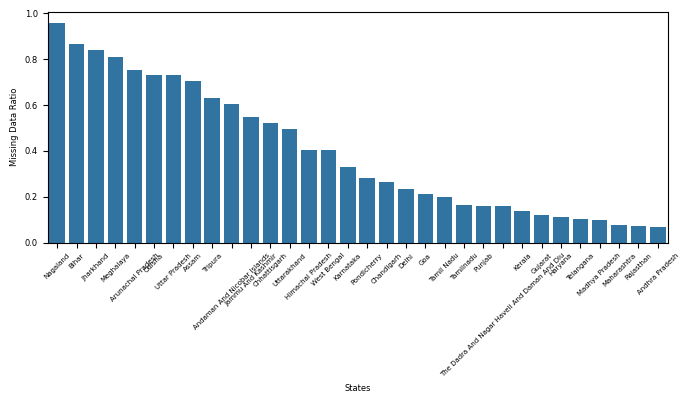 1.0
0.8
0.6
0.4
0.2
0.0
Missing Data Ratio
Nagaland
Bihar
Jharkhand
Meghalaya
Arunachal Pradesh
Odisha
Uttar Pradesh
Assam
Tripura
Andaman And Nicobar Islands
Jammu And Kashmir
Chhattisgarh
Uttarakhand
Himachal Pradesh
West Bengal
Karnataka
Pondicherry
Chandigarh
Delhi
Goa
Tamil Nadu
Tamilnadu
Punjab
The Dadra And Nagar Haveli And Daman And Diu
Kerala
Gujarat
Haryana
Telangana
Madhya Pradesh
Maharashtra
Rajasthan
Andhra Pradesh
States